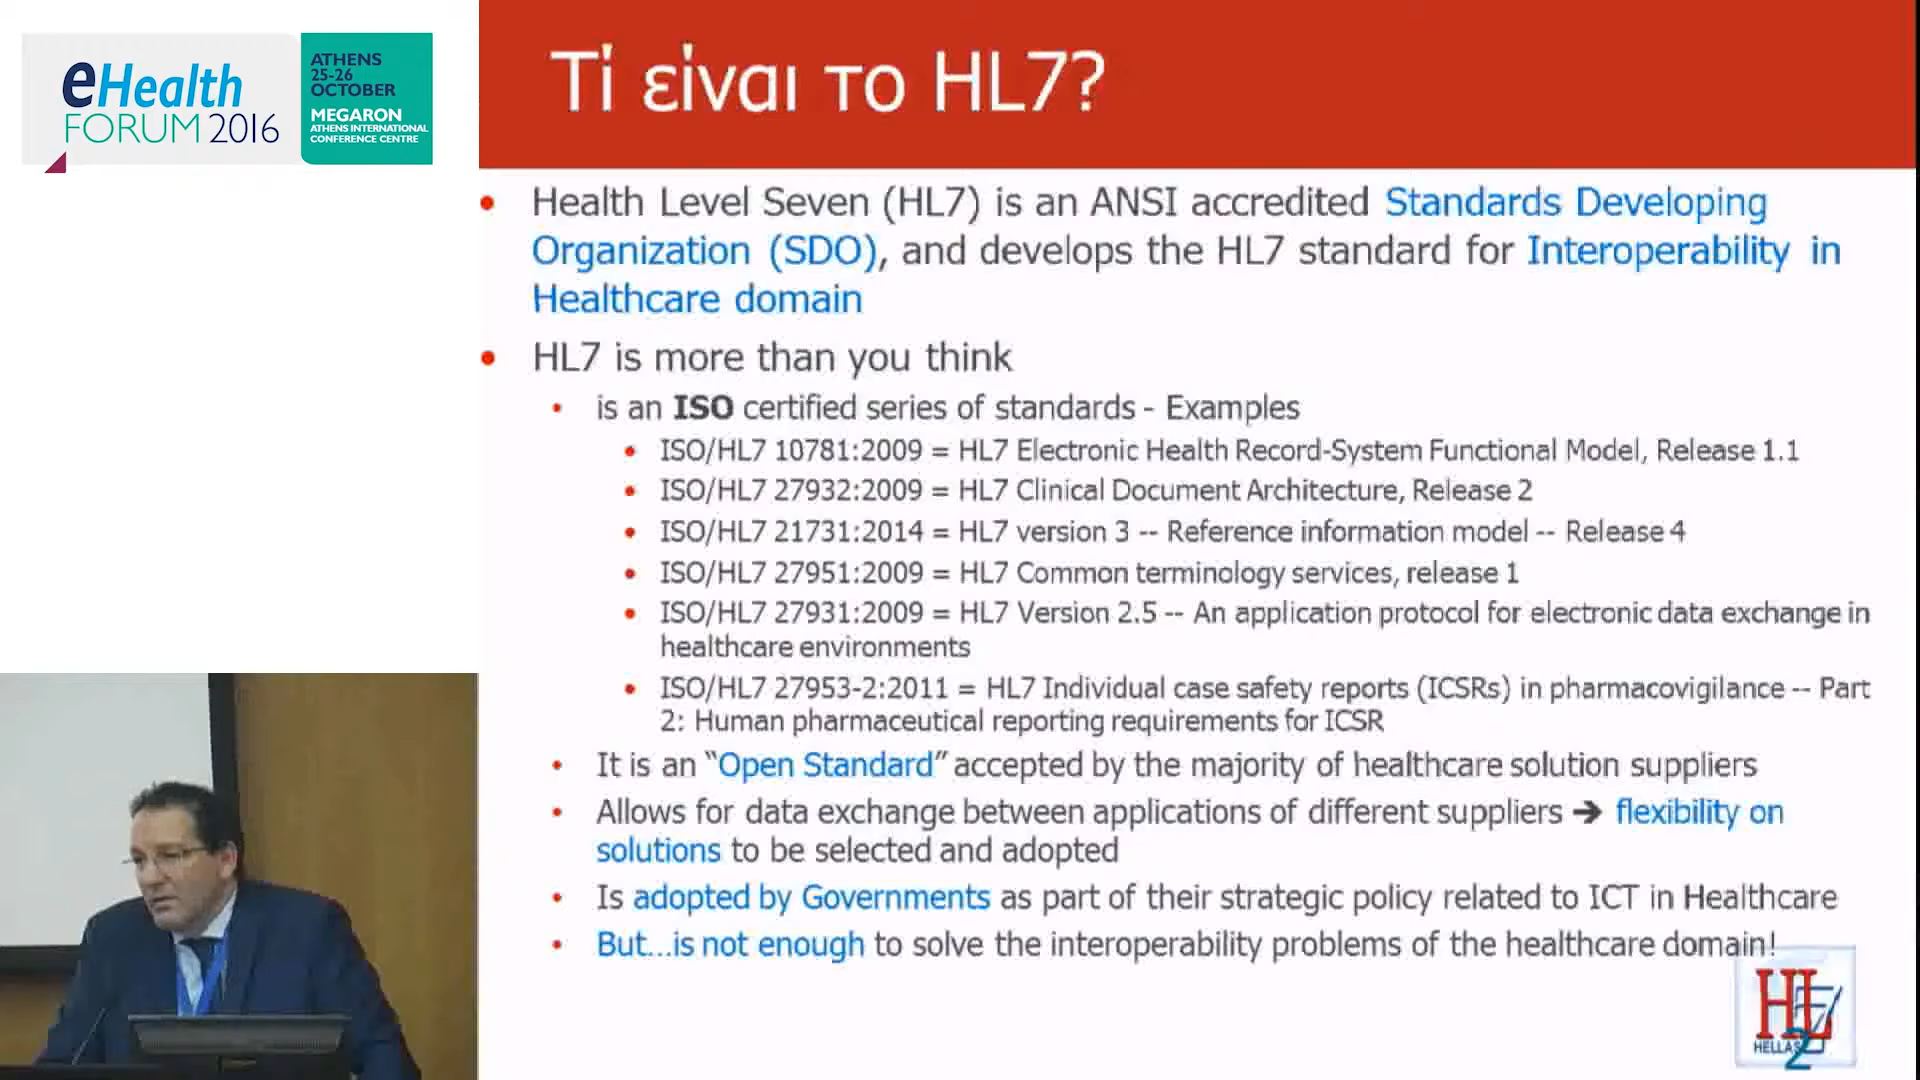 eHealth
FORUM 2016
ATHENS
25-26
OCTOBER
MEGARON
ATHENS INTERNATIONAL
CONFERENCE CENTRE
Τί είναι το HL7?
Health Level Seven (HL7) is an ANSI accredited Standards Developing
Organization (SDO), and develops the HL7 standard for Interoperability in
Healthcare domain
HL7 is more than you think
is an ISO certified series of standards - Examples
ISO/HL7 10781:2009 = HL7 Electronic Health Record-System Functional Model, Release 1.1
ISO/HL7 27932:2009 = HL7 Clinical Document Architecture, Release 2
ISO/HL7 21731:2014 = HL7 version 3 -- Reference information model -- Release 4
ISO/HL7 27951:2009 = HL7 Common terminology services, release 1
ISO/HL7 27931:2009 = HL7 Version 2.5 -- An application protocol for electronic data exchange in
healthcare environments
ISO/HL7 27953-2:2011 = HL7 Individual case safety reports (ICSRs) in pharmacovigilance -- Part
2: Human pharmaceutical reporting requirements for ICSR
It is an “Open Standard” accepted by the majority of healthcare solution suppliers
Allows for data exchange between applications of different suppliers ➔ flexibility on
solutions to be selected and adopted
Is adopted by Governments as part of their strategic policy related to ICT in Healthcare
But...is not enough to solve the interoperability problems of the healthcare domain!
HL7
HELLAS
2